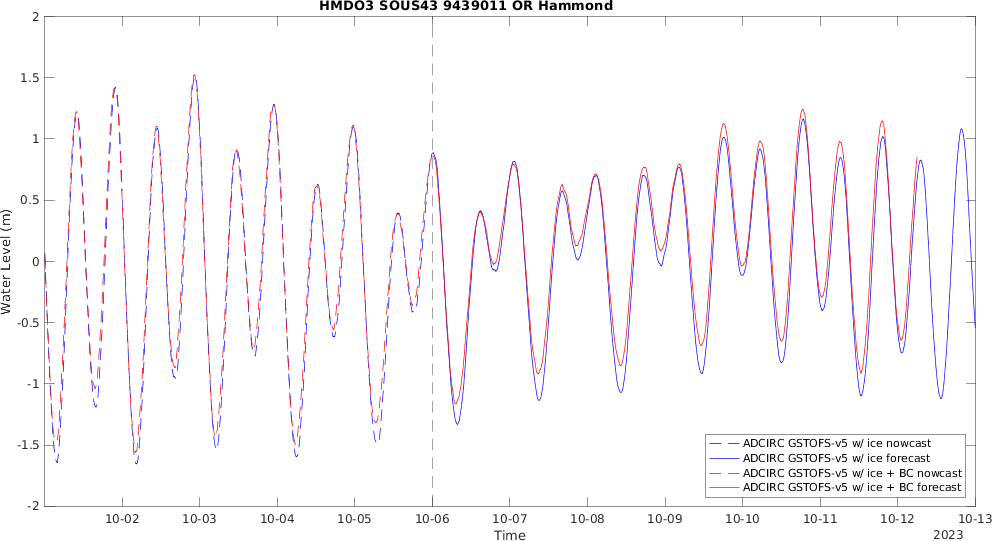 HMDO3 SOUS43 9439011 OR Hammond
2
1.5
1
0.5
0
-0.5
-1
-1.5
-2
Water Level (m)
10-02 10-03 10-04 10-05 10-06 10-07 10-08 10-09 10-10 10-11 10-12 10-13
Time
2023
ADCIRC GSTOFS-v5 w/ ice nowcast
ADCIRC GSTOFS-v5 w/ ice forecast
ADCIRC GSTOFS-v5 w/ ice + BC nowcast
ADCIRC GSTOFS-v5 w/ ice + BC forecast